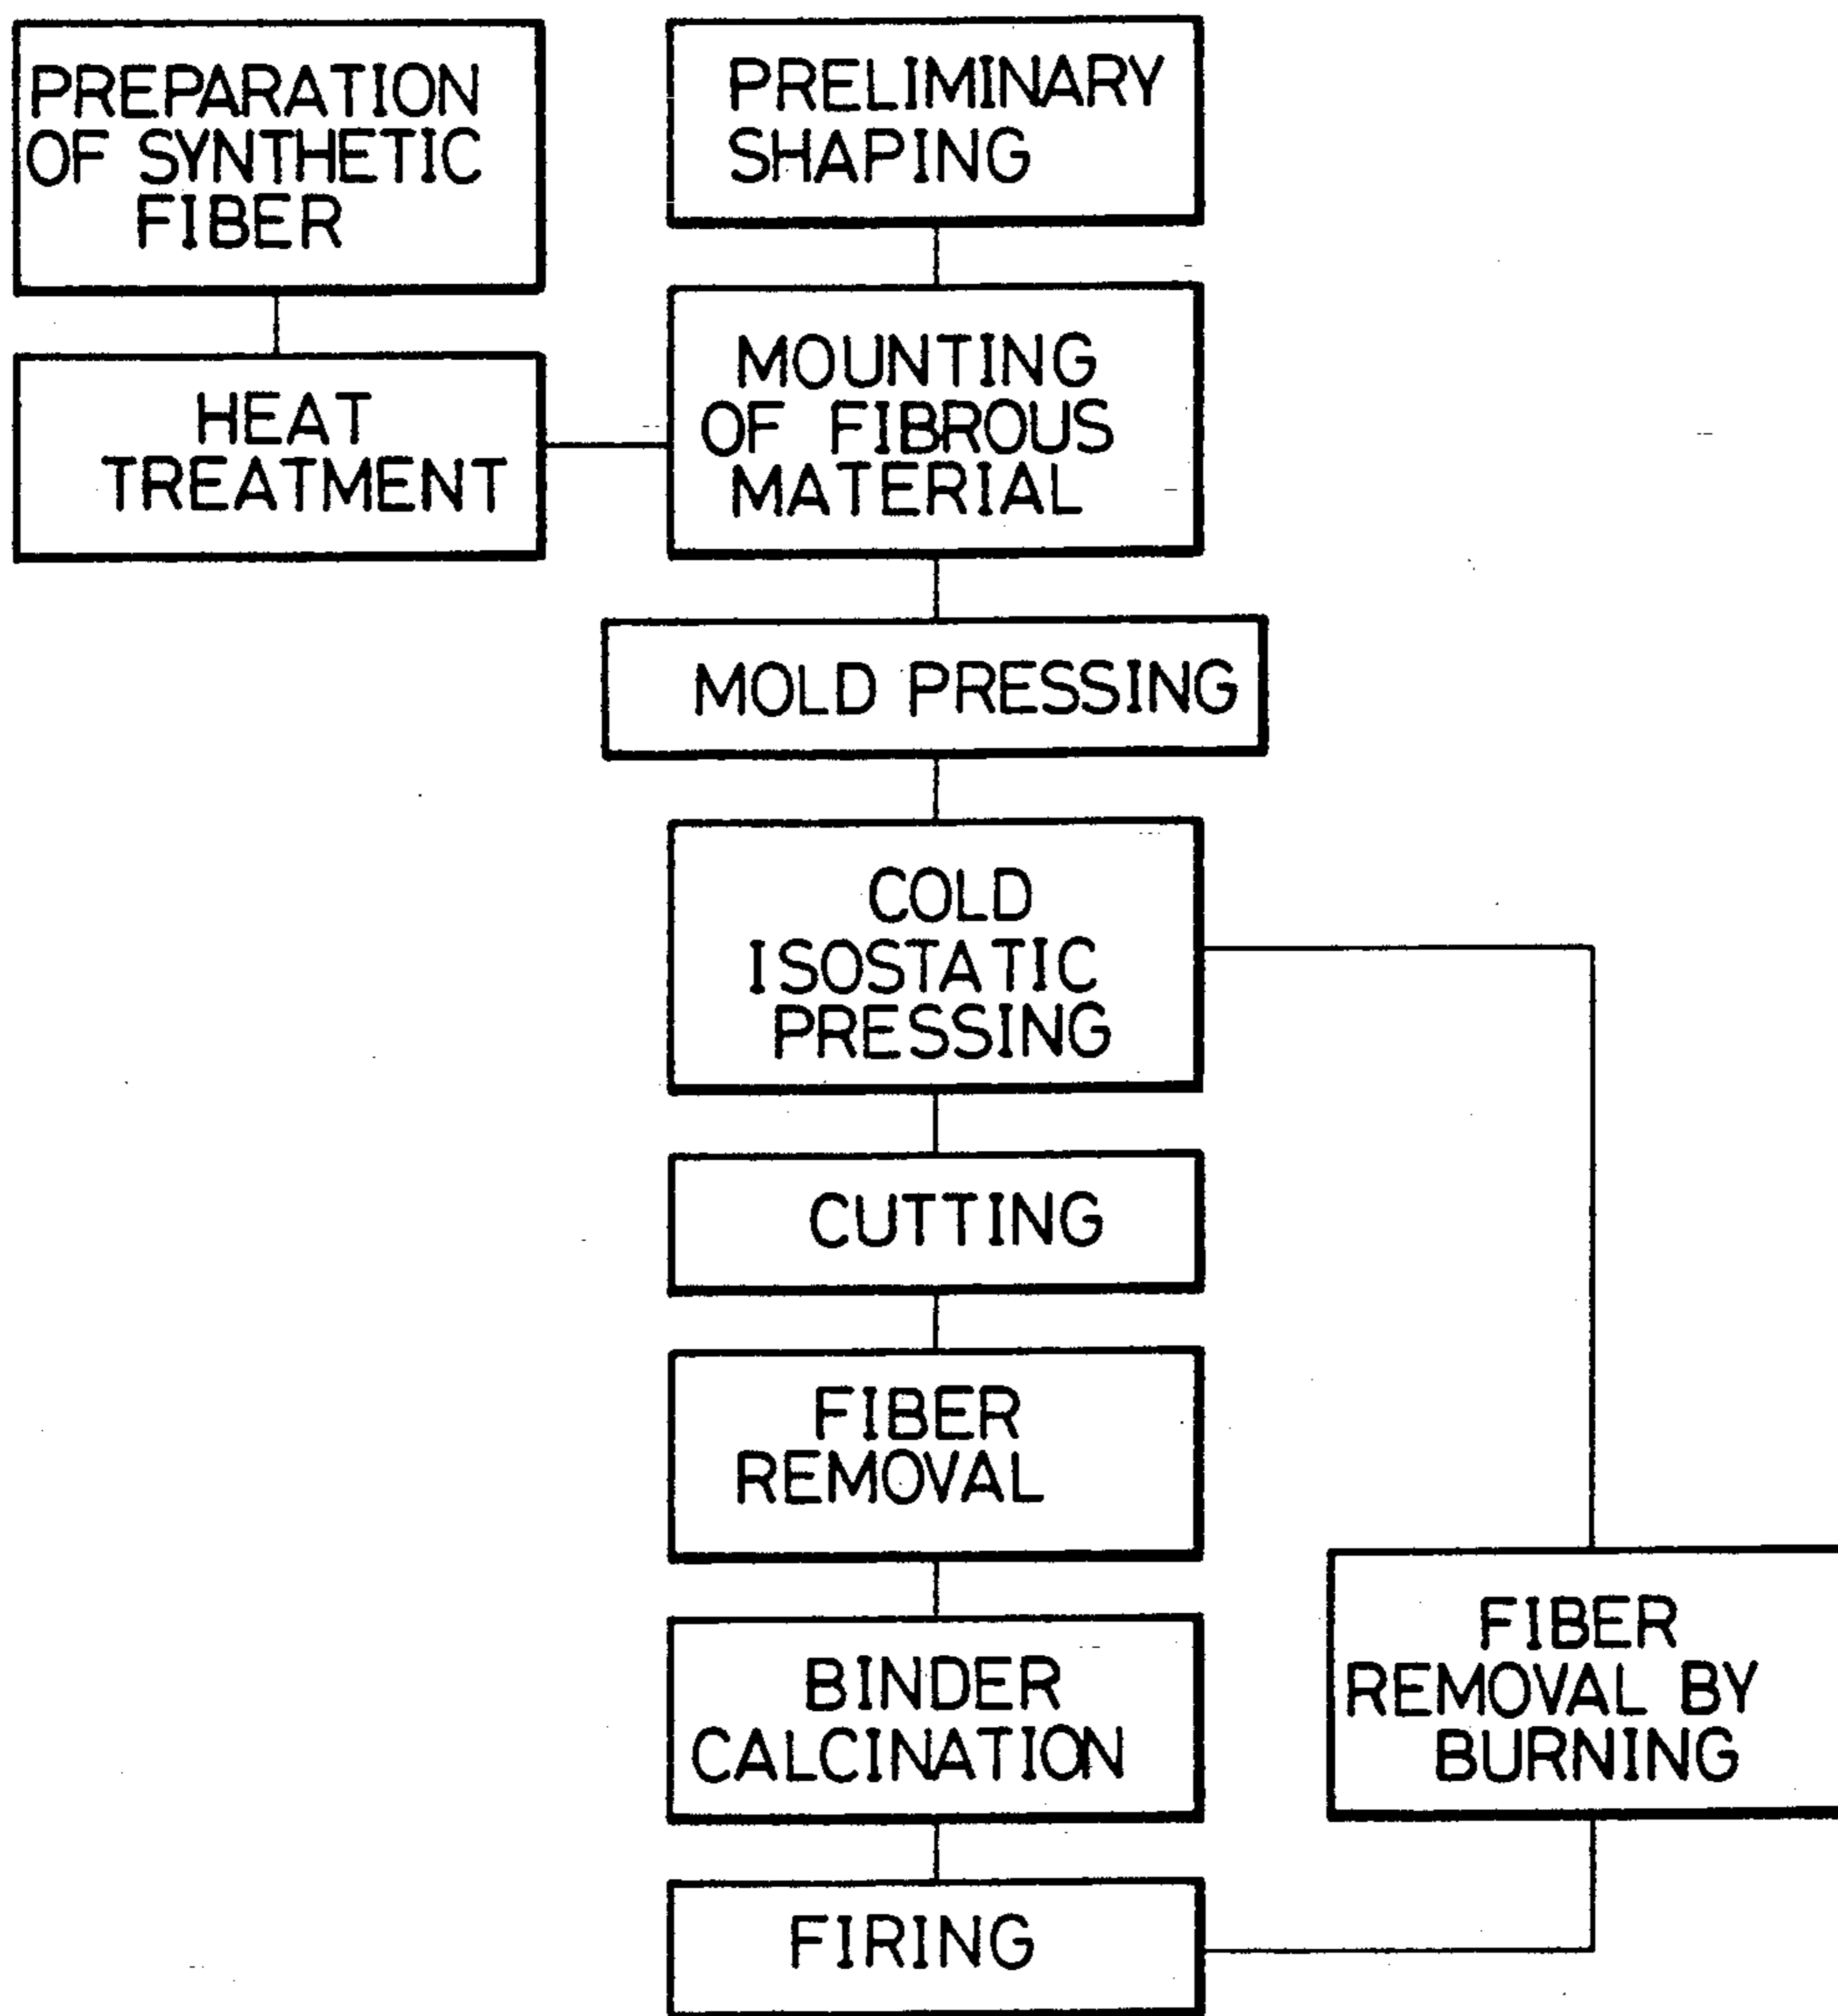 PREPARATION
OF SYNTHETIC
FIBER
PRELIMINARY
SHAPING
HEAT
TREATMENT
MOUNTING
OF FIBROUS
MATERIAL
MOLD PRESSING
COLD
ISOSTATIC
PRESSING
CUTTING
FIBER
REMOVAL
BINDER
CALCINATION
FIBER
REMOVAL BY
BURNING
FIRING